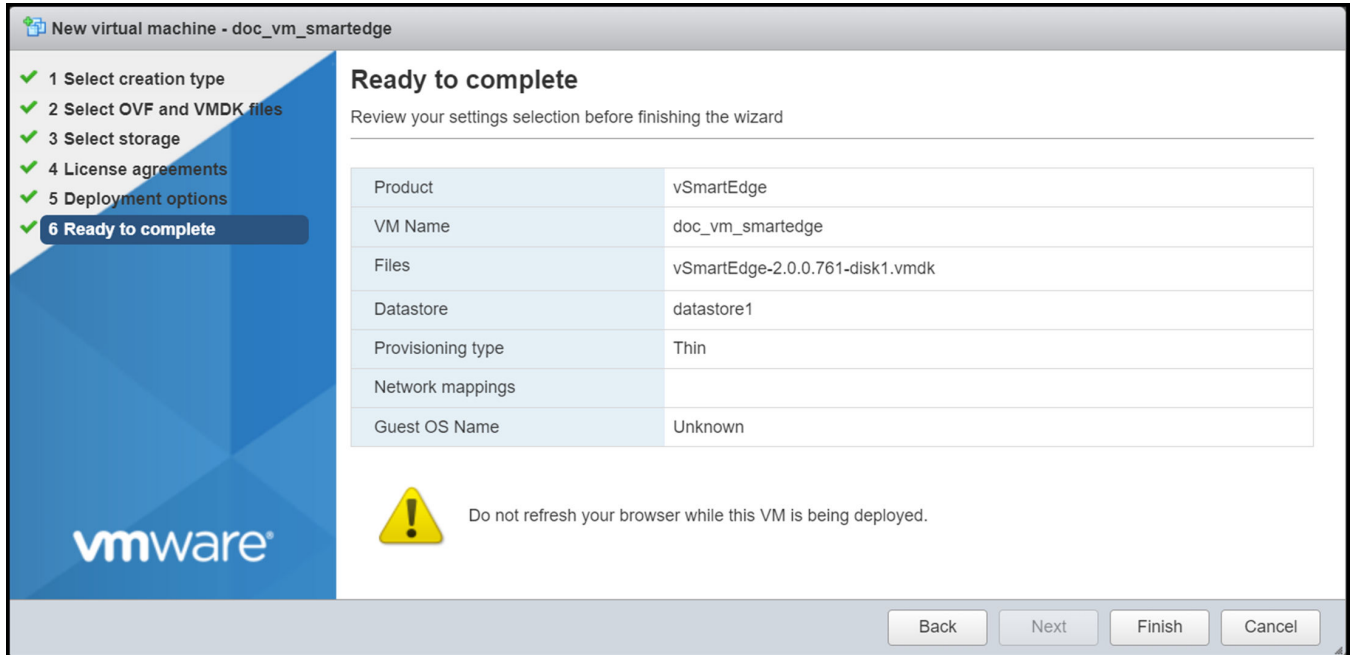 New virtual machine - doc_vm_smartedge
1 Select creation type
2 Select OVF and VMDK files
3 Select storage
4 License agreements
5 Deployment options
6 Ready to complete
vmware®
Ready to complete
Review your settings selection before finishing the wizard
Product vSmartEdge
VM Name doc_vm_smartedge
Files vSmartEdge-2.0.0.761-disk1.vmdk
Datastore datastore1
Provisioning type Thin
Network mappings
Guest OS Name Unknown
Do not refresh your browser while this VM is being deployed.
Back Next Finish Cancel